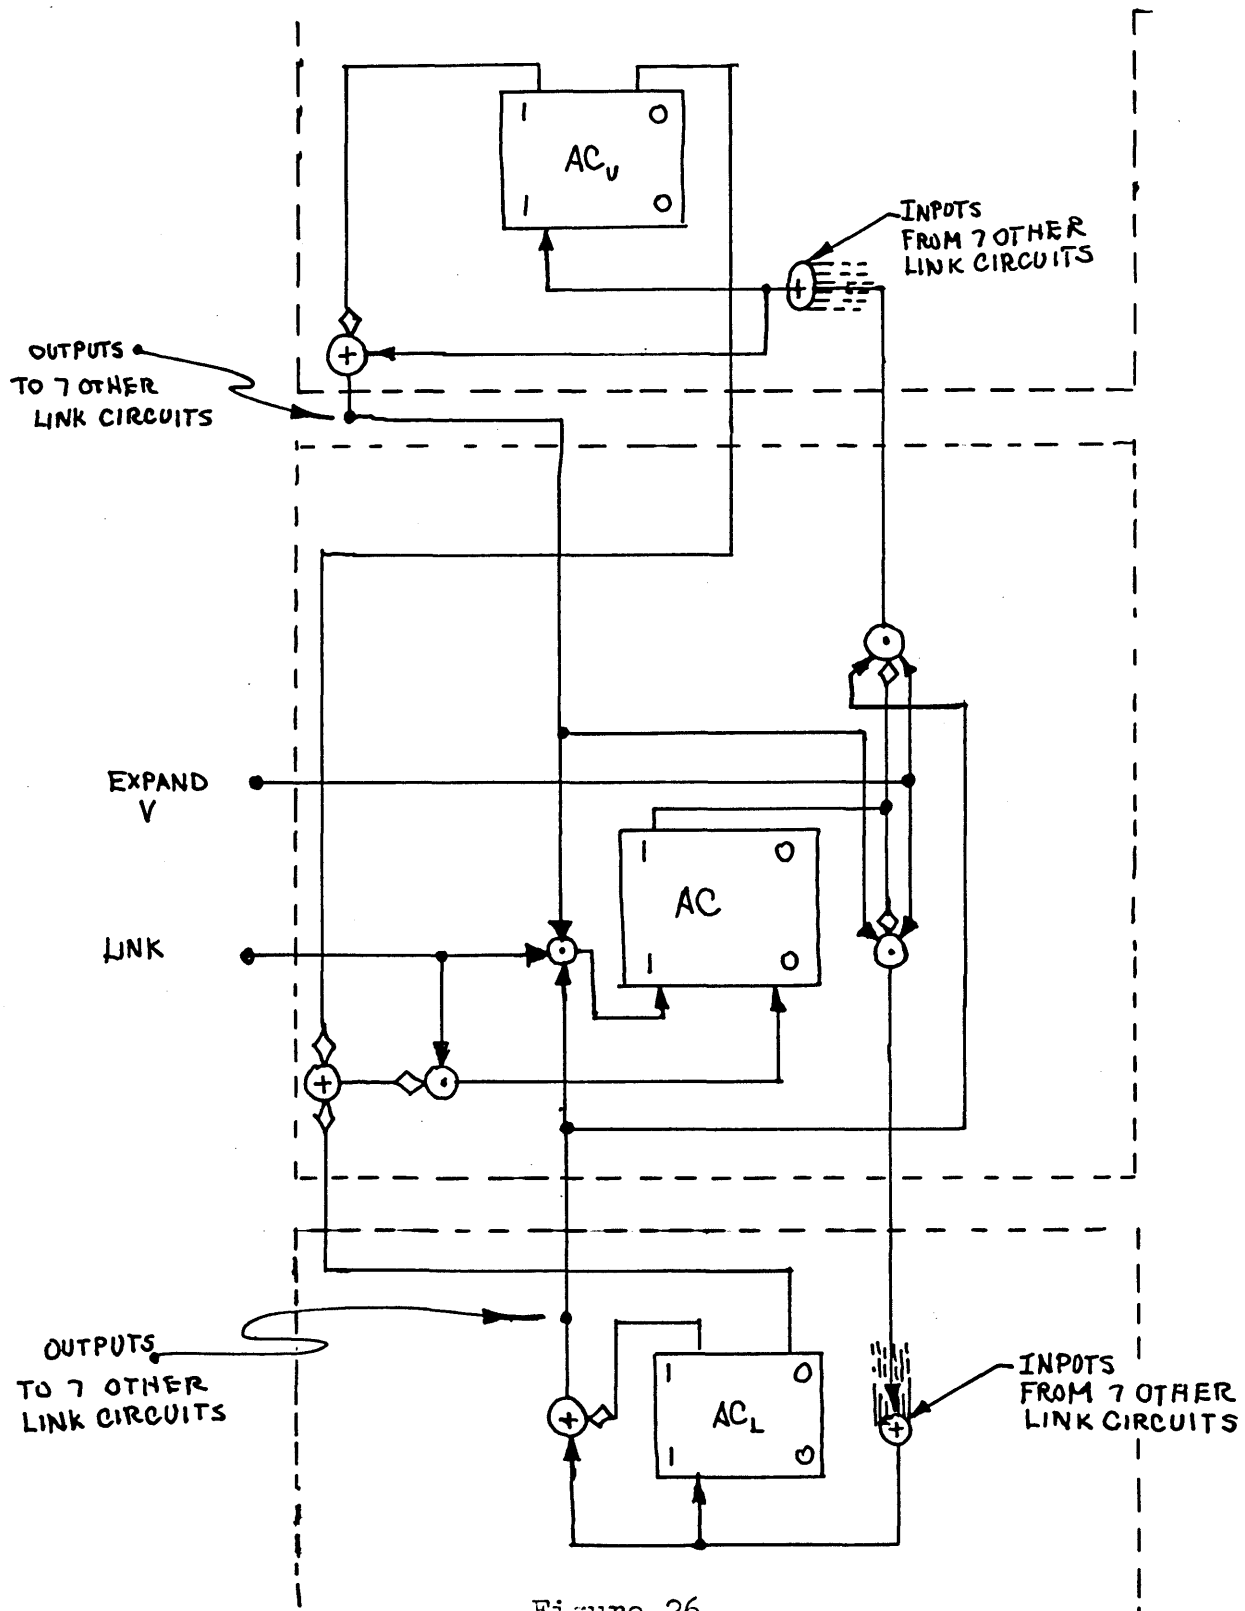 1 0
AC_U
1 0
INPUTS
FROM 7 OTHER
LINK CIRCUITS
+
+
OUTPUTS
TO 7 OTHER
LINK CIRCUITS
EXPAND
V
1 0
AC
1 0
LINK
+
OUTPUTS
TO 7 OTHER
LINK CIRCUITS
1 0
AC_L
1 0
+
+
INPUTS
FROM 7 OTHER
LINK CIRCUITS
Figure 26